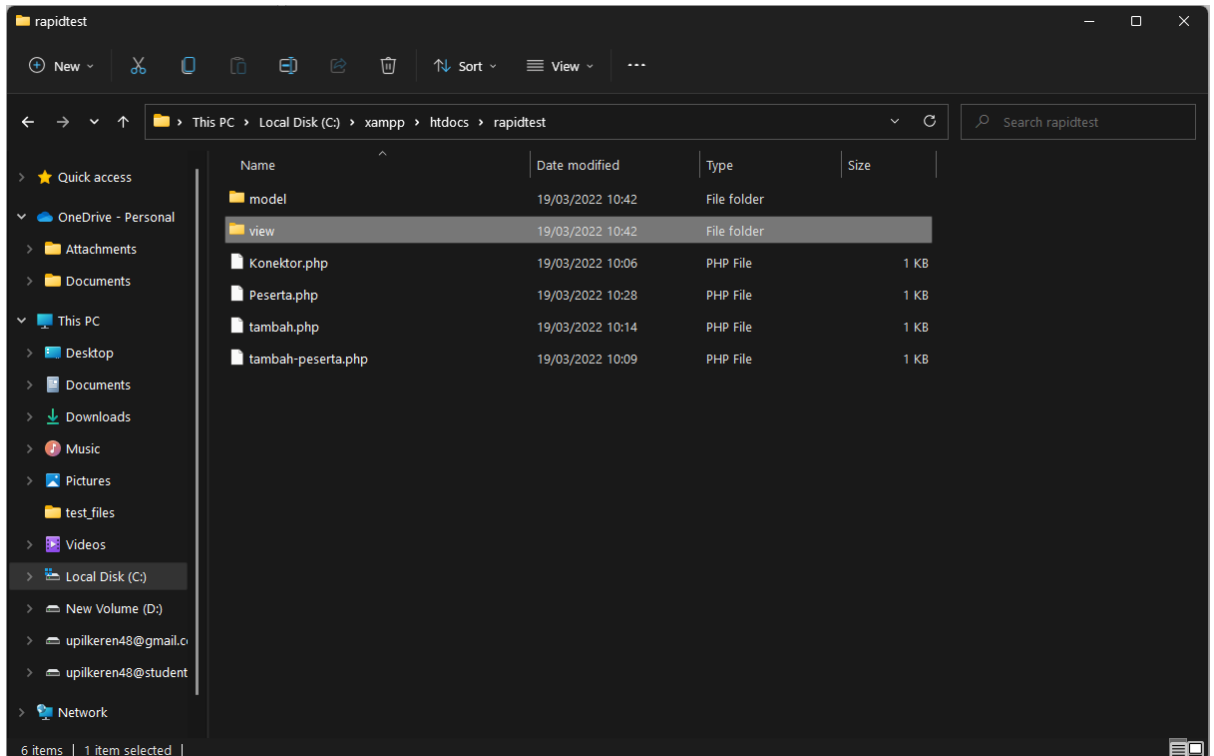 rapidtest
New
Sort
View
This PC > Local Disk (C:) > xampp > htdocs > rapidtest
Search rapidtest
Quick access
OneDrive - Personal
Attachments
Documents
This PC
Desktop
Documents
Downloads
Music
Pictures
test_files
Videos
Local Disk (C:)
New Volume (D:)
upilkeren48@gmail.c
upilkeren48@student
Network
Name Date modified Type Size
model 19/03/2022 10:42 File folder
view 19/03/2022 10:42 File folder
Konektor.php 19/03/2022 10:06 PHP File 1 KB
Peserta.php 19/03/2022 10:28 PHP File 1 KB
tambah.php 19/03/2022 10:14 PHP File 1 KB
tambah-peserta.php 19/03/2022 10:09 PHP File 1 KB
6 items | 1 item selected |